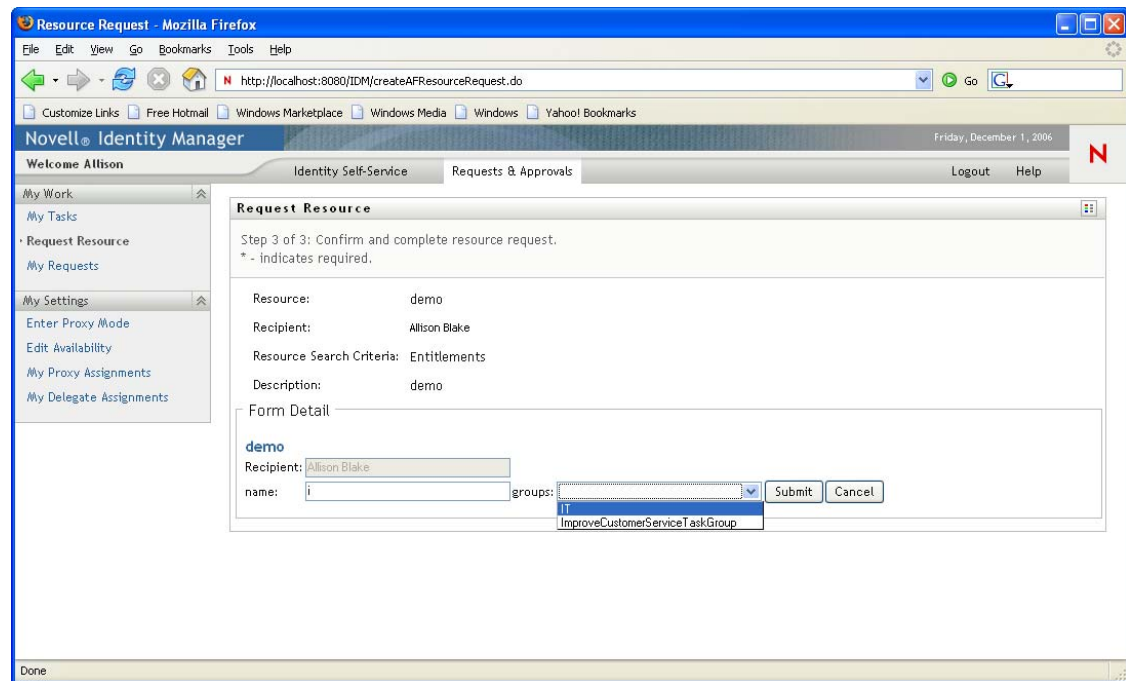 Resource Request - Mozilla Firefox
File Edit View Go Bookmarks Tools Help
N http://localhost:8080/IDM/createAFResourceRequest.do Go G
Customize Links Free Hotmail Windows Marketplace Windows Media Windows Yahoo! Bookmarks
Novell® Identity Manager Friday, December 1, 2006
N
Welcome Allison Identity Self-Service Requests & Approvals Logout Help
My Work
My Tasks
Request Resource
My Requests
My Settings
Enter Proxy Mode
Edit Availability
My Proxy Assignments
My Delegate Assignments
Request Resource
Step 3 of 3: Confirm and complete resource request.
* - indicates required.
Resource: demo
Recipient: Allison Blake
Resource Search Criteria: Entitlements
Description: demo
Form Detail
demo
Recipient: Allison Blake
name: i groups: Submit Cancel
IT
ImproveCustomerServiceTaskGroup
Done